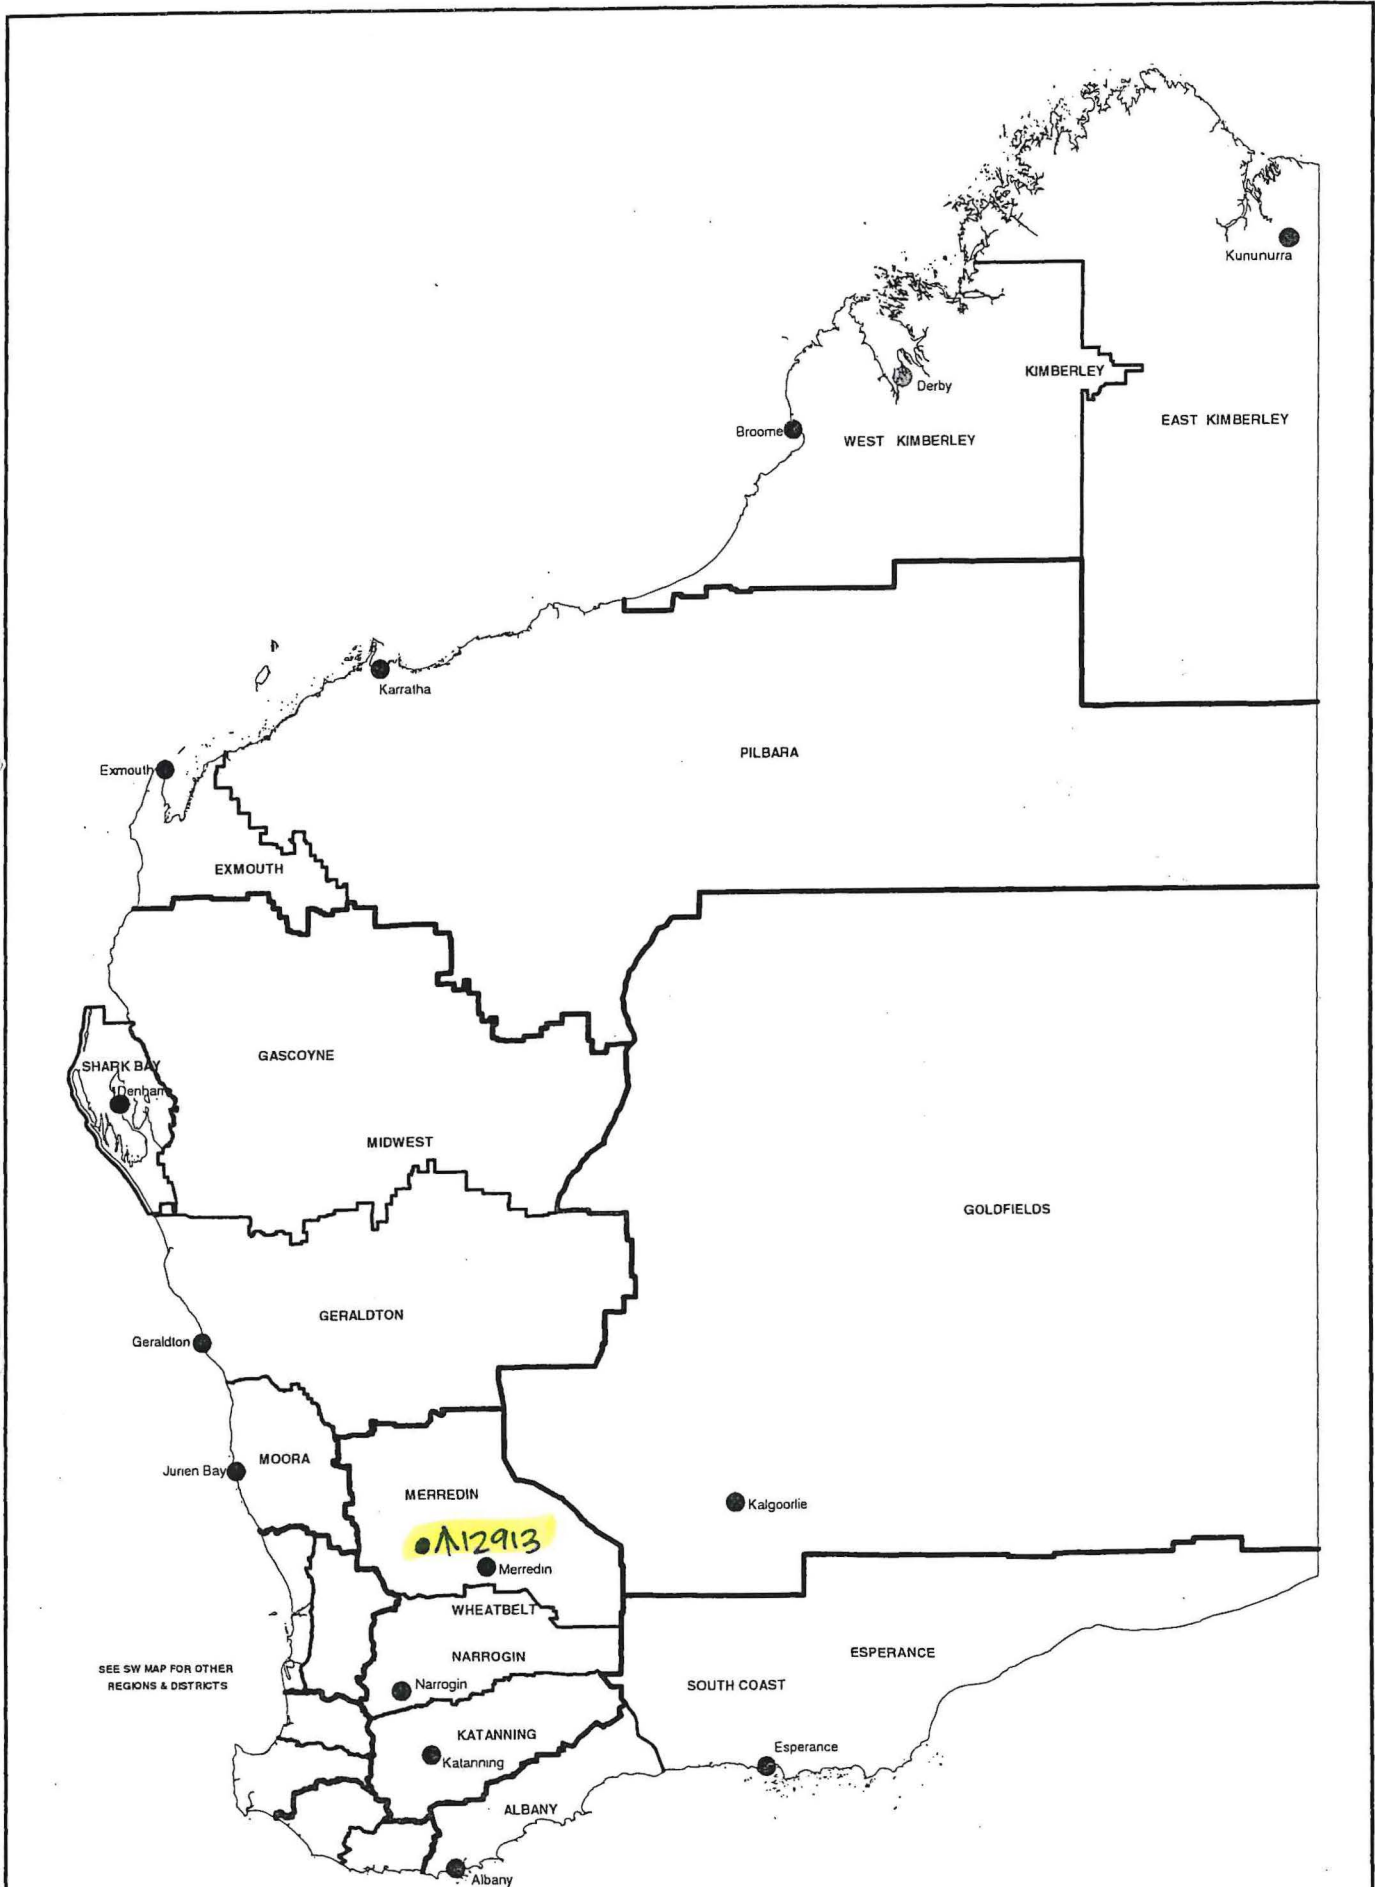 Kununurra
KIMBERLEY
Derby
EAST KIMBERLEY
Broome
WEST KIMBERLEY
Karratha
PILBARA
Exmouth
EXMOUTH
GASCOYNE
SHARK BAY
Denham
MIDWEST
GOLDFIELDS
GERALDTON
Geraldton
MOORA
Jurien Bay
MERREDIN
Kalgoorlie
12913
Merredin
WHEATBELT
ESPERANCE
NARROGIN
SEE SW MAP FOR OTHER
REGIONS & DISTRICTS
Narrogin
SOUTH COAST
KATANNING
Katanning
Esperance
ALBANY
Albany